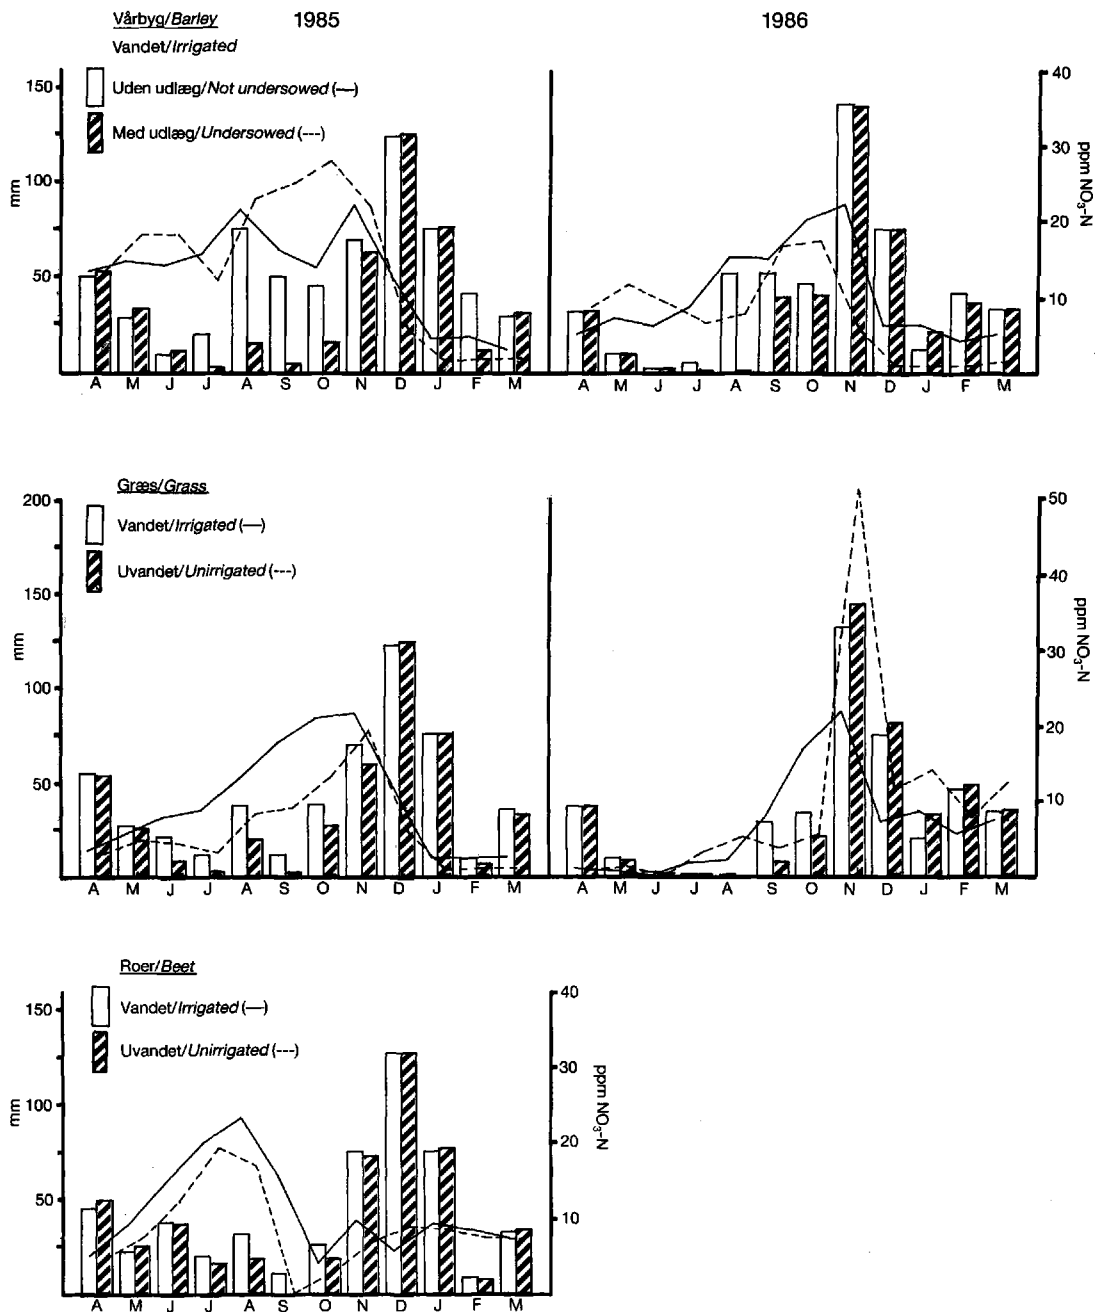 Vårbyg/Barley
1985
1986
Vandet/Irrigated
Uden udlæg/Not undersowed (—)
Med udlæg/Undersowed (---)
150
100
50
mm
40
30
20
10
ppm NO₃-N
A M J J A S O N D J F M
A M J J A S O N D J F M
Græs/Grass
Vandet/Irrigated (—)
Uvandet/Unirrigated (---)
200
150
100
50
mm
50
40
30
20
10
ppm NO₃-N
A M J J A S O N D J F M
A M J J A S O N D J F M
Roer/Beet
Vandet/Irrigated (—)
Uvandet/Unirrigated (---)
150
100
50
mm
40
30
20
10
ppm NO₃-N
A M J J A S O N D J F M